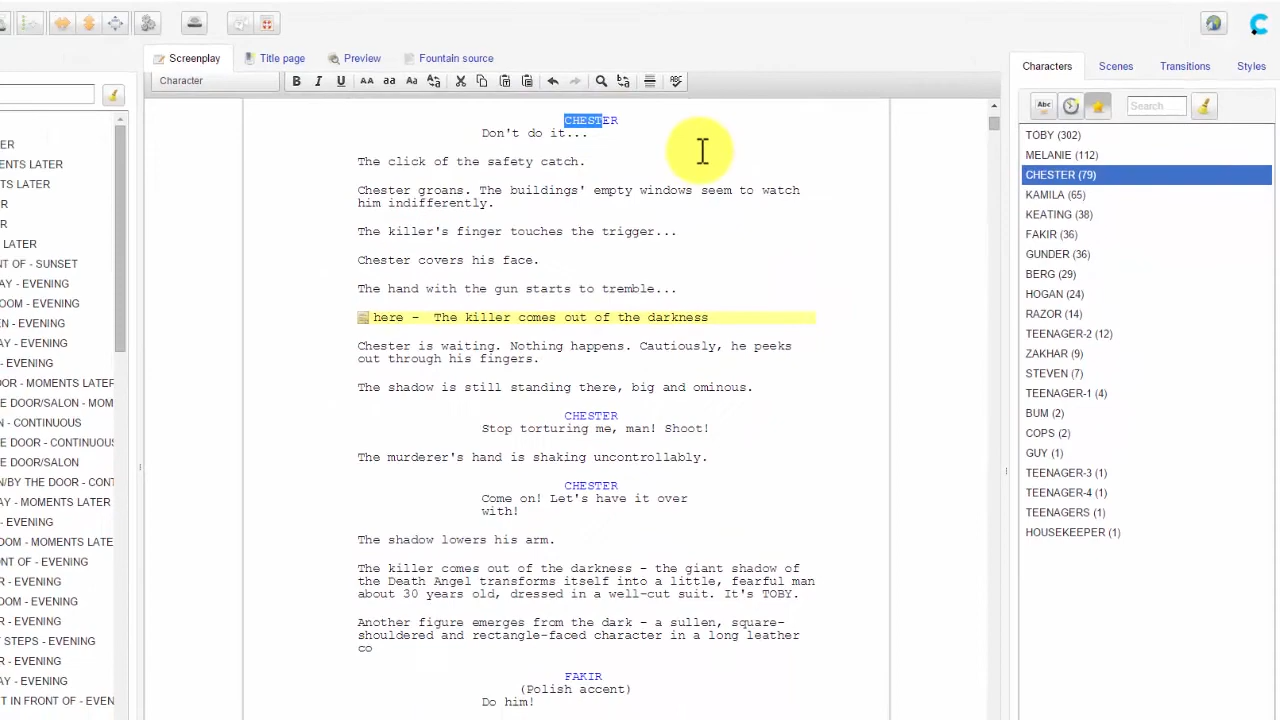 Screenplay
Title page
Preview
Fountain source
Characters
Scenes
Transitions
Styles
Character
B I U AA aa Aa
Abc
Search...
ER
MENTS LATER
TS LATER
ER
R
LATER
NT OF - SUNSET
AY - EVENING
OOM - EVENING
EN - EVENING
- EVENING
- EVENING
OOR - MOMENTS LATER
E DOOR/SALON - MOM
N - CONTINUOUS
E DOOR - CONTINUOUS
E DOOR/SALON
N/BY THE DOOR - CONT
AY - MOMENTS LATER
- EVENING
OOM - MOMENTS LATE
NT OF - EVENING
R - EVENING
OOM - EVENING
R - EVENING
T STEPS - EVENING
R - EVENING
AY - EVENING
T IN FRONT OF - EVEN
CHESTER
Don't do it...
The click of the safety catch.
Chester groans. The buildings' empty windows seem to watch
him indifferently.
The killer's finger touches the trigger...
Chester covers his face.
The hand with the gun starts to tremble...
here - The killer comes out of the darkness
Chester is waiting. Nothing happens. Cautiously, he peeks
out through his fingers.
The shadow is still standing there, big and ominous.
CHESTER
Stop torturing me, man! Shoot!
The murderer's hand is shaking uncontrollably.
CHESTER
Come on! Let's have it over
with!
The shadow lowers his arm.
The killer comes out of the darkness - the giant shadow of
the Death Angel transforms itself into a little, fearful man
about 30 years old, dressed in a well-cut suit. It's TOBY.
Another figure emerges from the dark - a sullen, square-
shouldered and rectangle-faced character in a long leather
co
FAKIR
(Polish accent)
Do him!
TOBY (302)
MELANIE (112)
CHESTER (79)
KAMILA (65)
KEATING (38)
FAKIR (36)
GUNDER (36)
BERG (29)
HOGAN (24)
RAZOR (14)
TEENAGER-2 (12)
ZAKHAR (9)
STEVEN (7)
TEENAGER-1 (4)
BUM (2)
COPS (2)
GUY (1)
TEENAGER-3 (1)
TEENAGER-4 (1)
TEENAGERS (1)
HOUSEKEEPER (1)